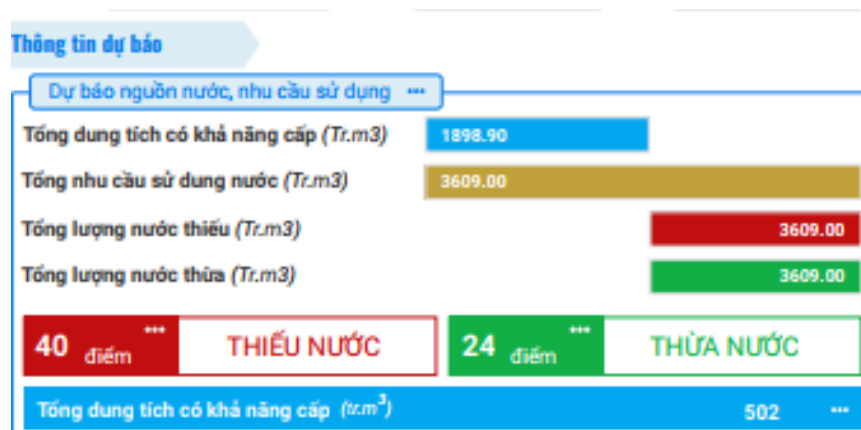 Thông tin dự báo
Dự báo nguồn nước, nhu cầu sử dụng ...
Tổng dung tích có khả năng cấp (Tr.m3) 1898.90
Tổng nhu cầu sử dung nước (Tr.m3) 3609.00
Tổng lượng nước thiếu (Tr.m3) 3609.00
Tổng lượng nước thừa (Tr.m3) 3609.00
40 điểm ... THIẾU NƯỚC 24 điểm ... THỪA NƯỚC
Tổng dung tích có khả năng cấp (tr.m³) 502 ...